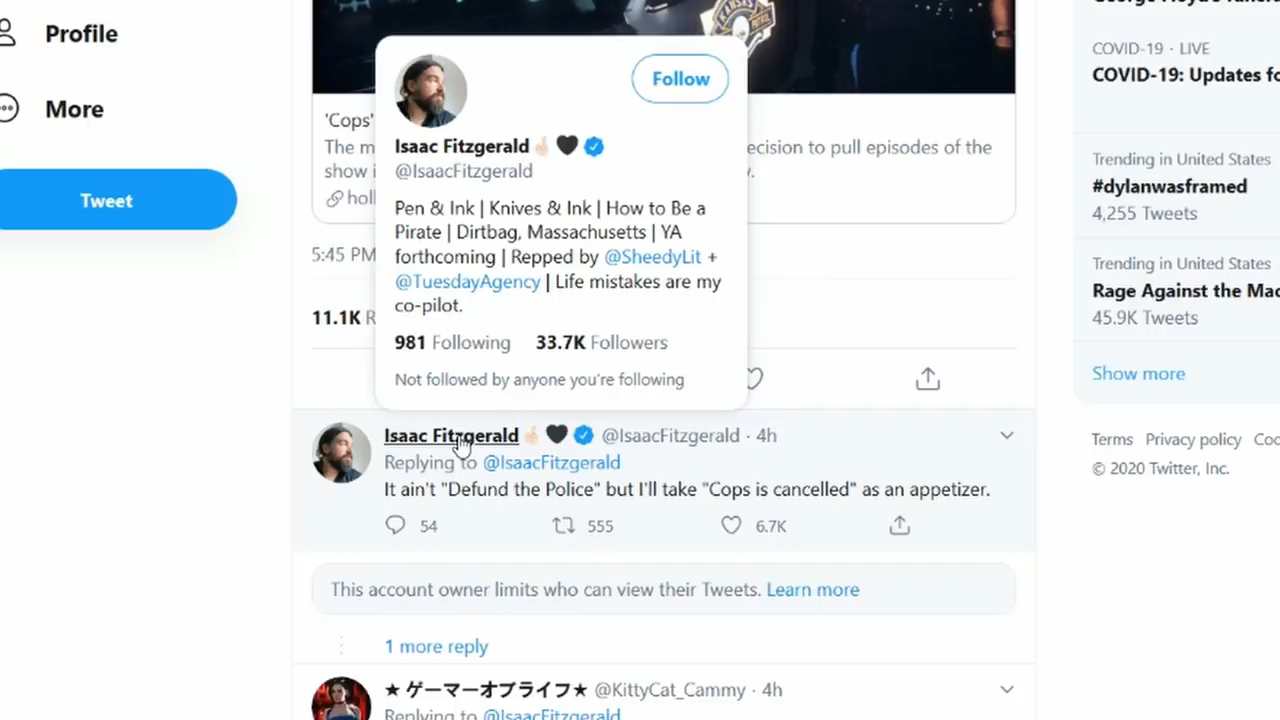 Profile
More
Tweet
KANSAS
'Cops'
The m
ecision to pull episodes of the
show i
holl
5:45 PM
11.1K R
Follow
Isaac Fitzgerald
@IsaacFitzgerald
Pen & Ink | Knives & Ink | How to Be a
Pirate | Dirtbag, Massachusetts | YA
forthcoming | Repped by @SheedyLit +
@TuesdayAgency | Life mistakes are my
co-pilot.
981 Following 33.7K Followers
Not followed by anyone you're following
Isaac Fitzgerald @IsaacFitzgerald · 4h
Replying to @IsaacFitzgerald
It ain't "Defund the Police" but I'll take "Cops is cancelled" as an appetizer.
54 555 6.7K
This account owner limits who can view their Tweets. Learn more
1 more reply
★ ゲーマーオブライフ★ @KittyCat_Cammy · 4h
Replying to @IsaacFitzgerald
COVID-19 · LIVE
COVID-19: Updates fo
Trending in United States
#dylanwasframed
4,255 Tweets
Trending in United States
Rage Against the Mac
45.9K Tweets
Show more
Terms Privacy policy Coo
© 2020 Twitter, Inc.